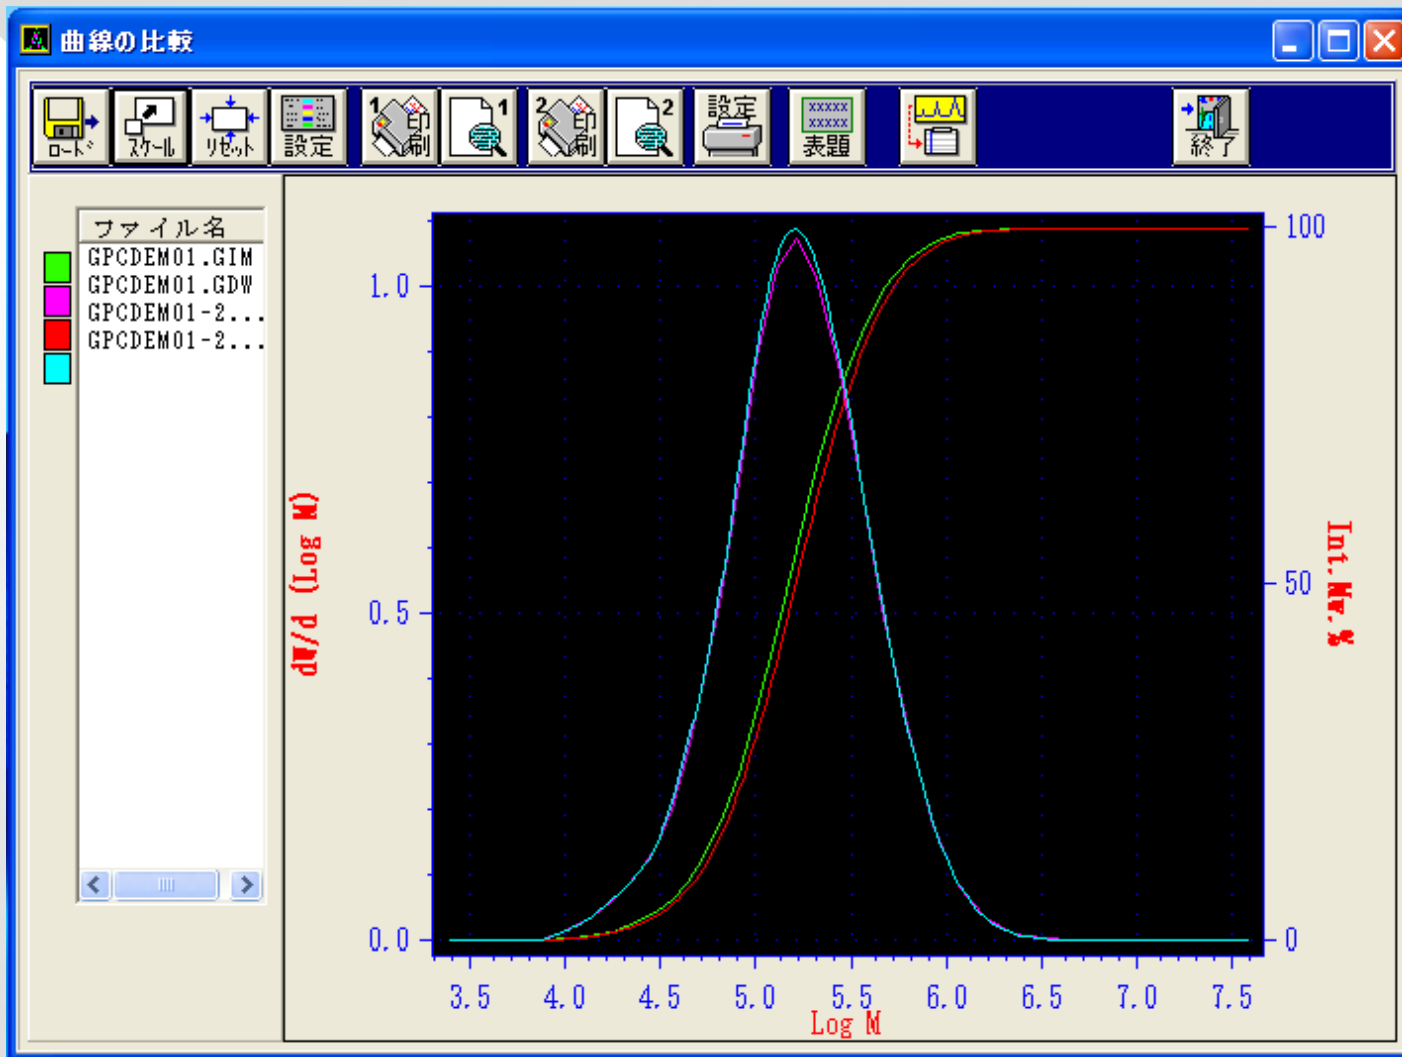 曲線の比較
ロード
スケール
リセット
設定
1 印刷
1
2 印刷
2
設定
xxxxx
xxxxx
表題
終了
ファイル名
GPCDEM01.GIM
GPCDEM01.GDW
GPCDEM01-2...
GPCDEM01-2...
dW/d (Log M)
1.0
0.5
0.0
100
50
0
Int.Mw.%
3.5 4.0 4.5 5.0 5.5 6.0 6.5 7.0 7.5
Log M